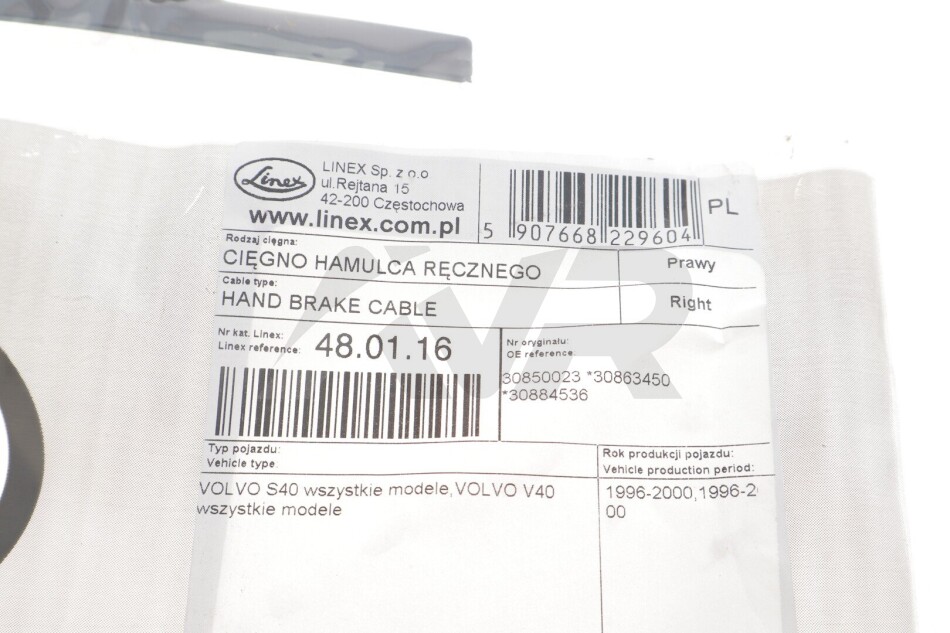 Linex
LINEX Sp. z o.o
ul.Rejtana 15
42-200 Częstochowa
www.linex.com.pl
5 907668 229604
PL
Rodzaj cięgna:
CIĘGNO HAMULCA RĘCZNEGO
Prawy
Cable type:
HAND BRAKE CABLE
Right
Nr kat. Linex:
Linex reference:
48.01.16
Nr oryginału:
OE reference:
30850023 *30863450
*30884536
Typ pojazdu:
Vehicle type:
Rok produkcji pojazdu:
Vehicle production period:
VOLVO S40 wszystkie modele,VOLVO V40
wszystkie modele
1996-2000,1996-2
00